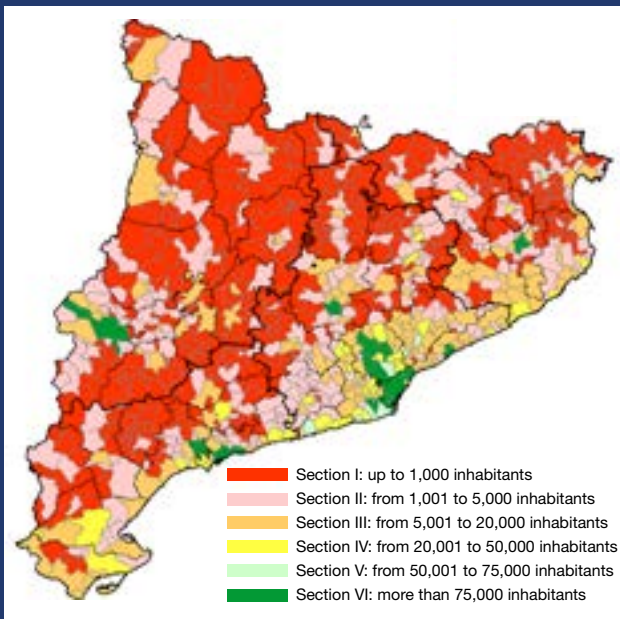 Section I: up to 1,000 inhabitants
Section II: from 1,001 to 5,000 inhabitants
Section III: from 5,001 to 20,000 inhabitants
Section IV: from 20,001 to 50,000 inhabitants
Section V: from 50,001 to 75,000 inhabitants
Section VI: more than 75,000 inhabitants